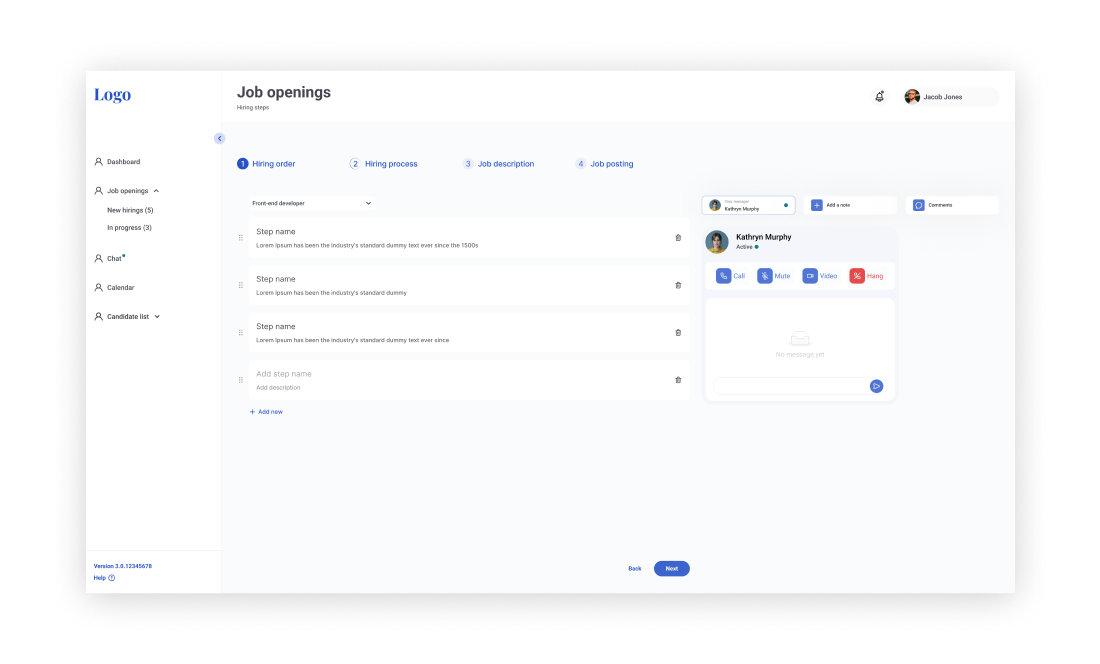 Logo
Job openings
Hiring steps
Jacob Jones
Dashboard
Job openings
New hirings (5)
In progress (3)
Chat
Calendar
Candidate list
Version 3.0.12345678
Help
1 Hiring order
2 Hiring process
3 Job description
4 Job posting
Front-end developer
Step name
Lorem Ipsum has been the industry's standard dummy text ever since the 1500s
Step name
Lorem Ipsum has been the industry's standard dummy
Step name
Lorem Ipsum has been the industry's standard dummy text ever since
Add step name
Add description
+ Add new
Back
Next
Your manager
Kathryn Murphy
Add a note
Comments
Kathryn Murphy
Active
Call
Mute
Video
Hang
No message yet